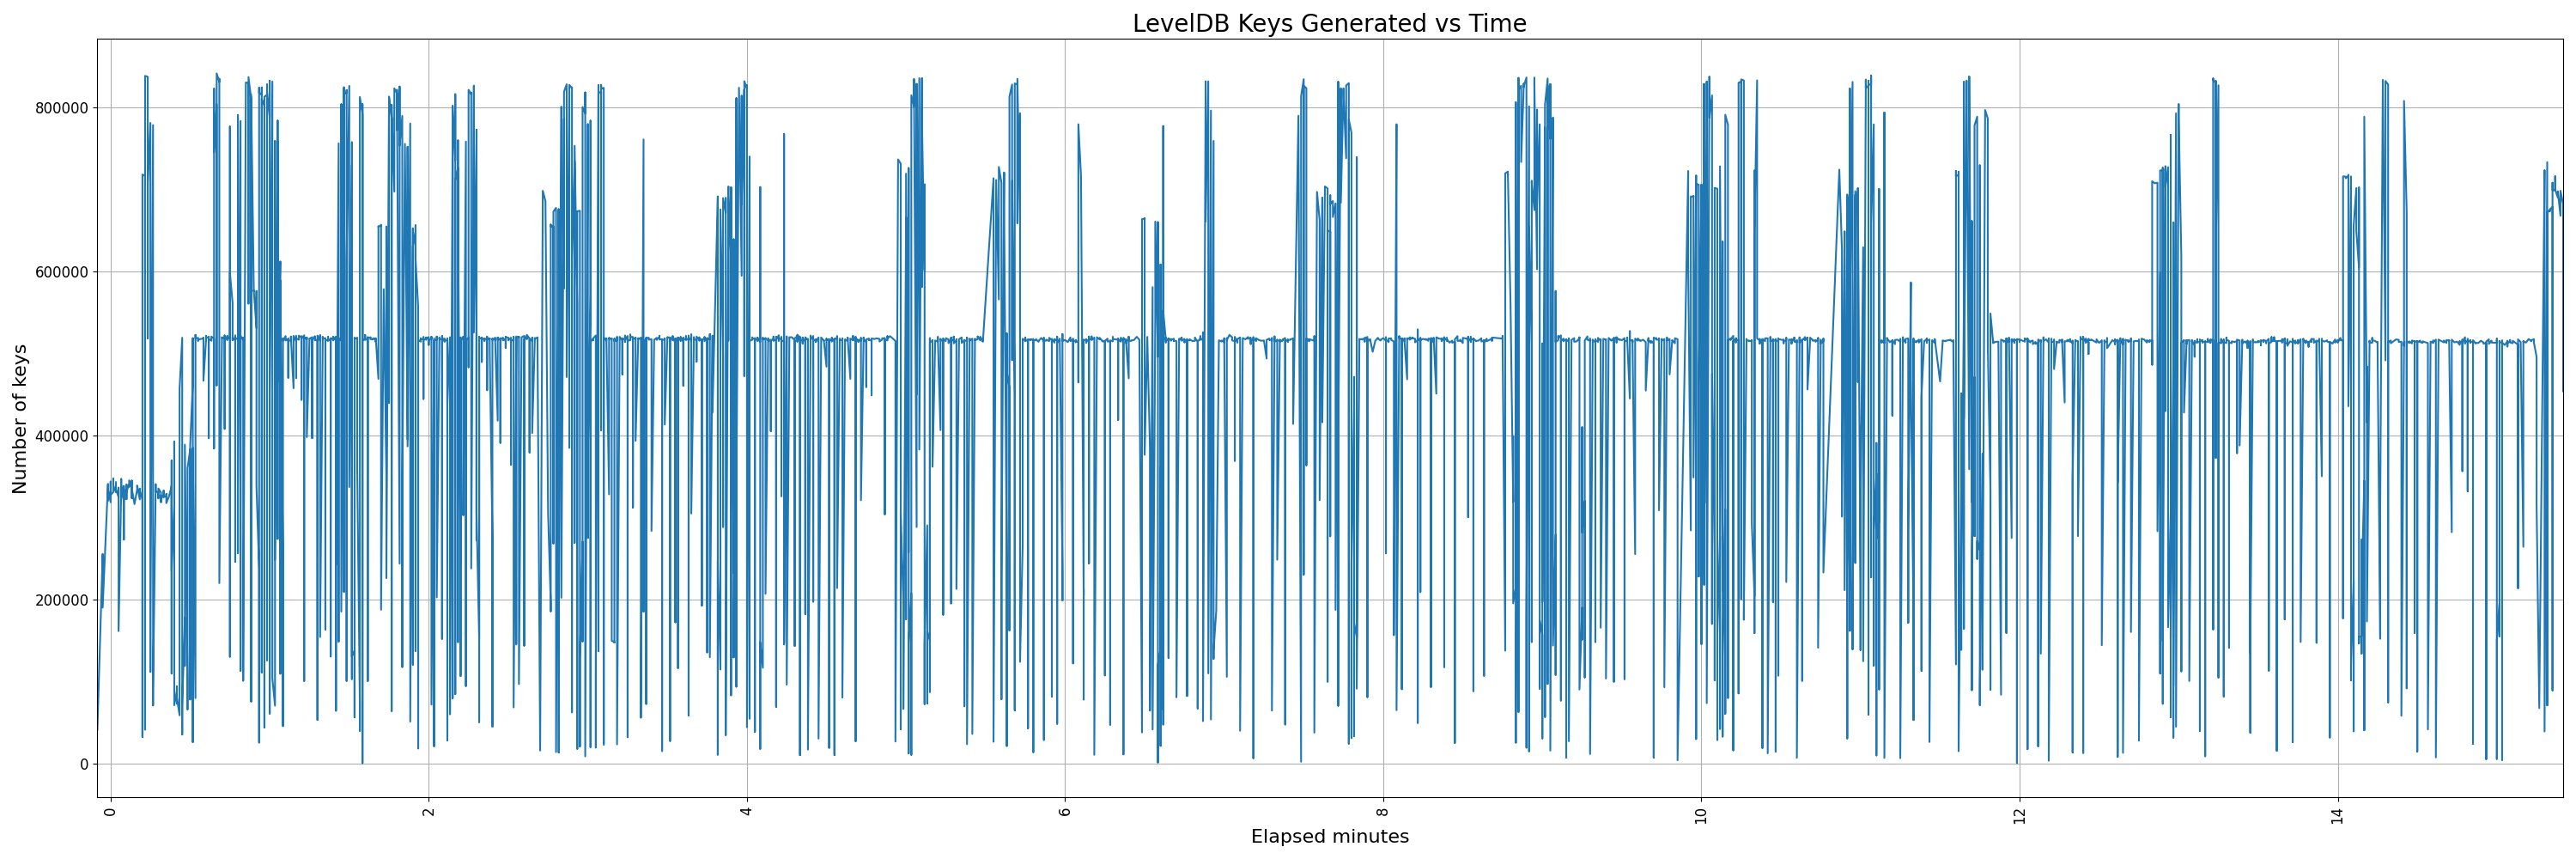 LevelDB Keys Generated vs Time
Number of keys
800000
600000
400000
200000
0
0 2 4 6 8 10 12 14
Elapsed minutes